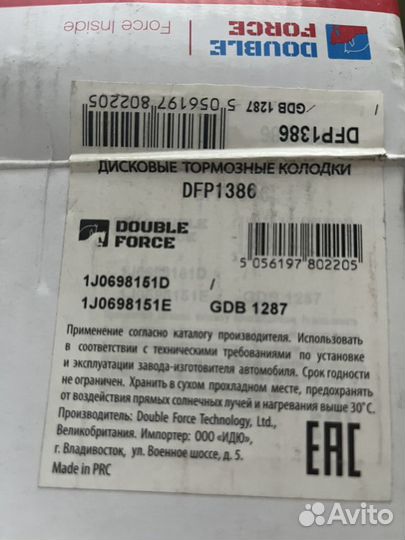 Force Inside
DOUBLE
FORCE
5 056197 802205
/GDB 1287
/
DFP1386
ДИСКОВЫЕ ТОРМОЗНЫЕ КОЛОДКИ
DFP1386
DOUBLE
FORCE
5 056197 802205
1J0698151D /
1J0698151E GDB 1287
Применение согласно каталогу производителя. Использовать
в соответствии с техническими требованиями по установке
и эксплуатации завода-изготовителя автомобиля. Срок годности
не ограничен. Хранить в сухом прохладном месте, предохранять
от воздействия прямых солнечных лучей и нагревания выше 30˚C.
Производитель: Double Force Technology, Ltd.,
Великобритания. Импортер: ООО «ИДЮ»,
г. Владивосток, ул. Военное шоссе, д. 5.
Made in PRC
EAC
Avito